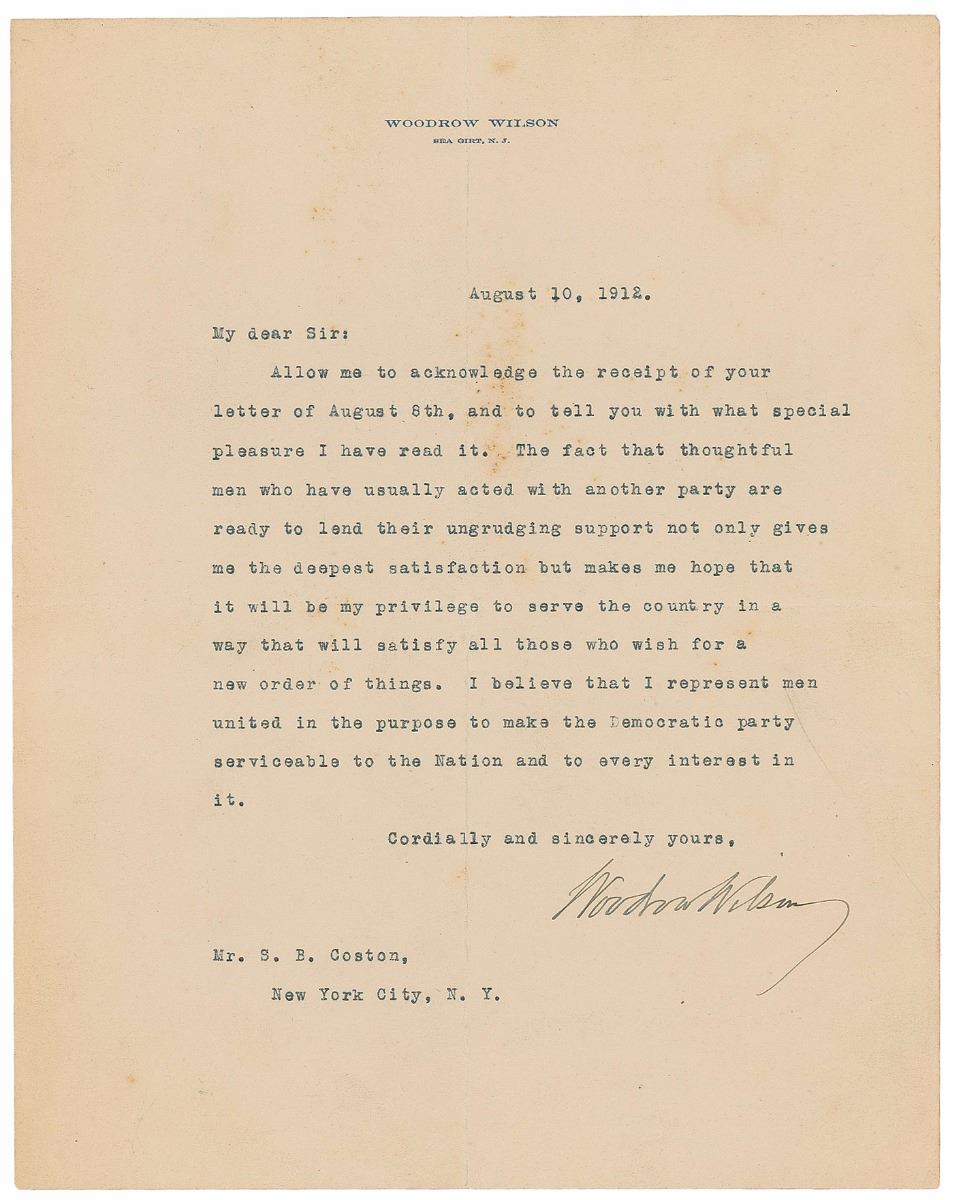 WOODROW WILSON
SEA GIRT, N. J.
August 10, 1912.
My dear Sir:
Allow me to acknowledge the receipt of your
letter of August 8th, and to tell you with what special
pleasure I have read it. The fact that thoughtful
men who have usually acted with another party are
ready to lend their ungrudging support not only gives
me the deepest satisfaction but makes me hope that
it will be my privilege to serve the country in a
way that will satisfy all those who wish for a
new order of things. I believe that I represent men
united in the purpose to make the Democratic party
serviceable to the Nation and to every interest in
it.
Cordially and sincerely yours,
Woodrow Wilson
Mr. S. B. Coston,
New York City, N. Y.